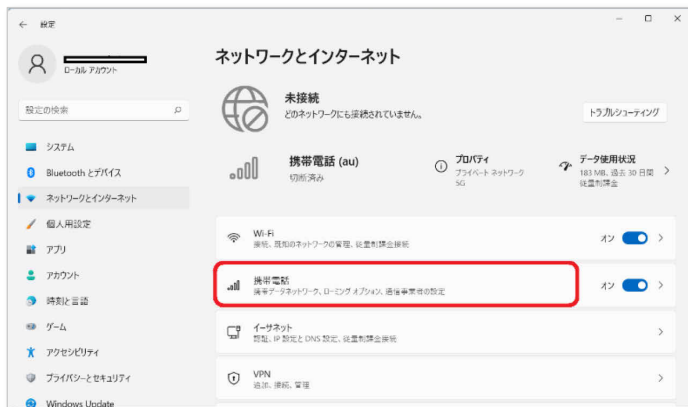 設定
ローカル アカウント
設定の検索
システム
Bluetooth とデバイス
ネットワークとインターネット
個人用設定
アプリ
アカウント
時刻と言語
ゲーム
アクセシビリティ
プライバシーとセキュリティ
Windows Update
ネットワークとインターネット
未接続
どのネットワークにも接続されていません。
トラブルシューティング
携帯電話 (au)
切断済み
プロパティ
プライベート ネットワーク
5G
データ使用状況
183 MB、過去 30 日間
従量制課金
Wi-Fi
接続、既知のネットワークの管理、従量制課金接続
オン
携帯電話
携帯データネットワーク、ローミング オプション、通信事業者の設定
オン
イーサネット
認証、IP 設定と DNS 設定、従量制課金接続
VPN
追加、接続、管理